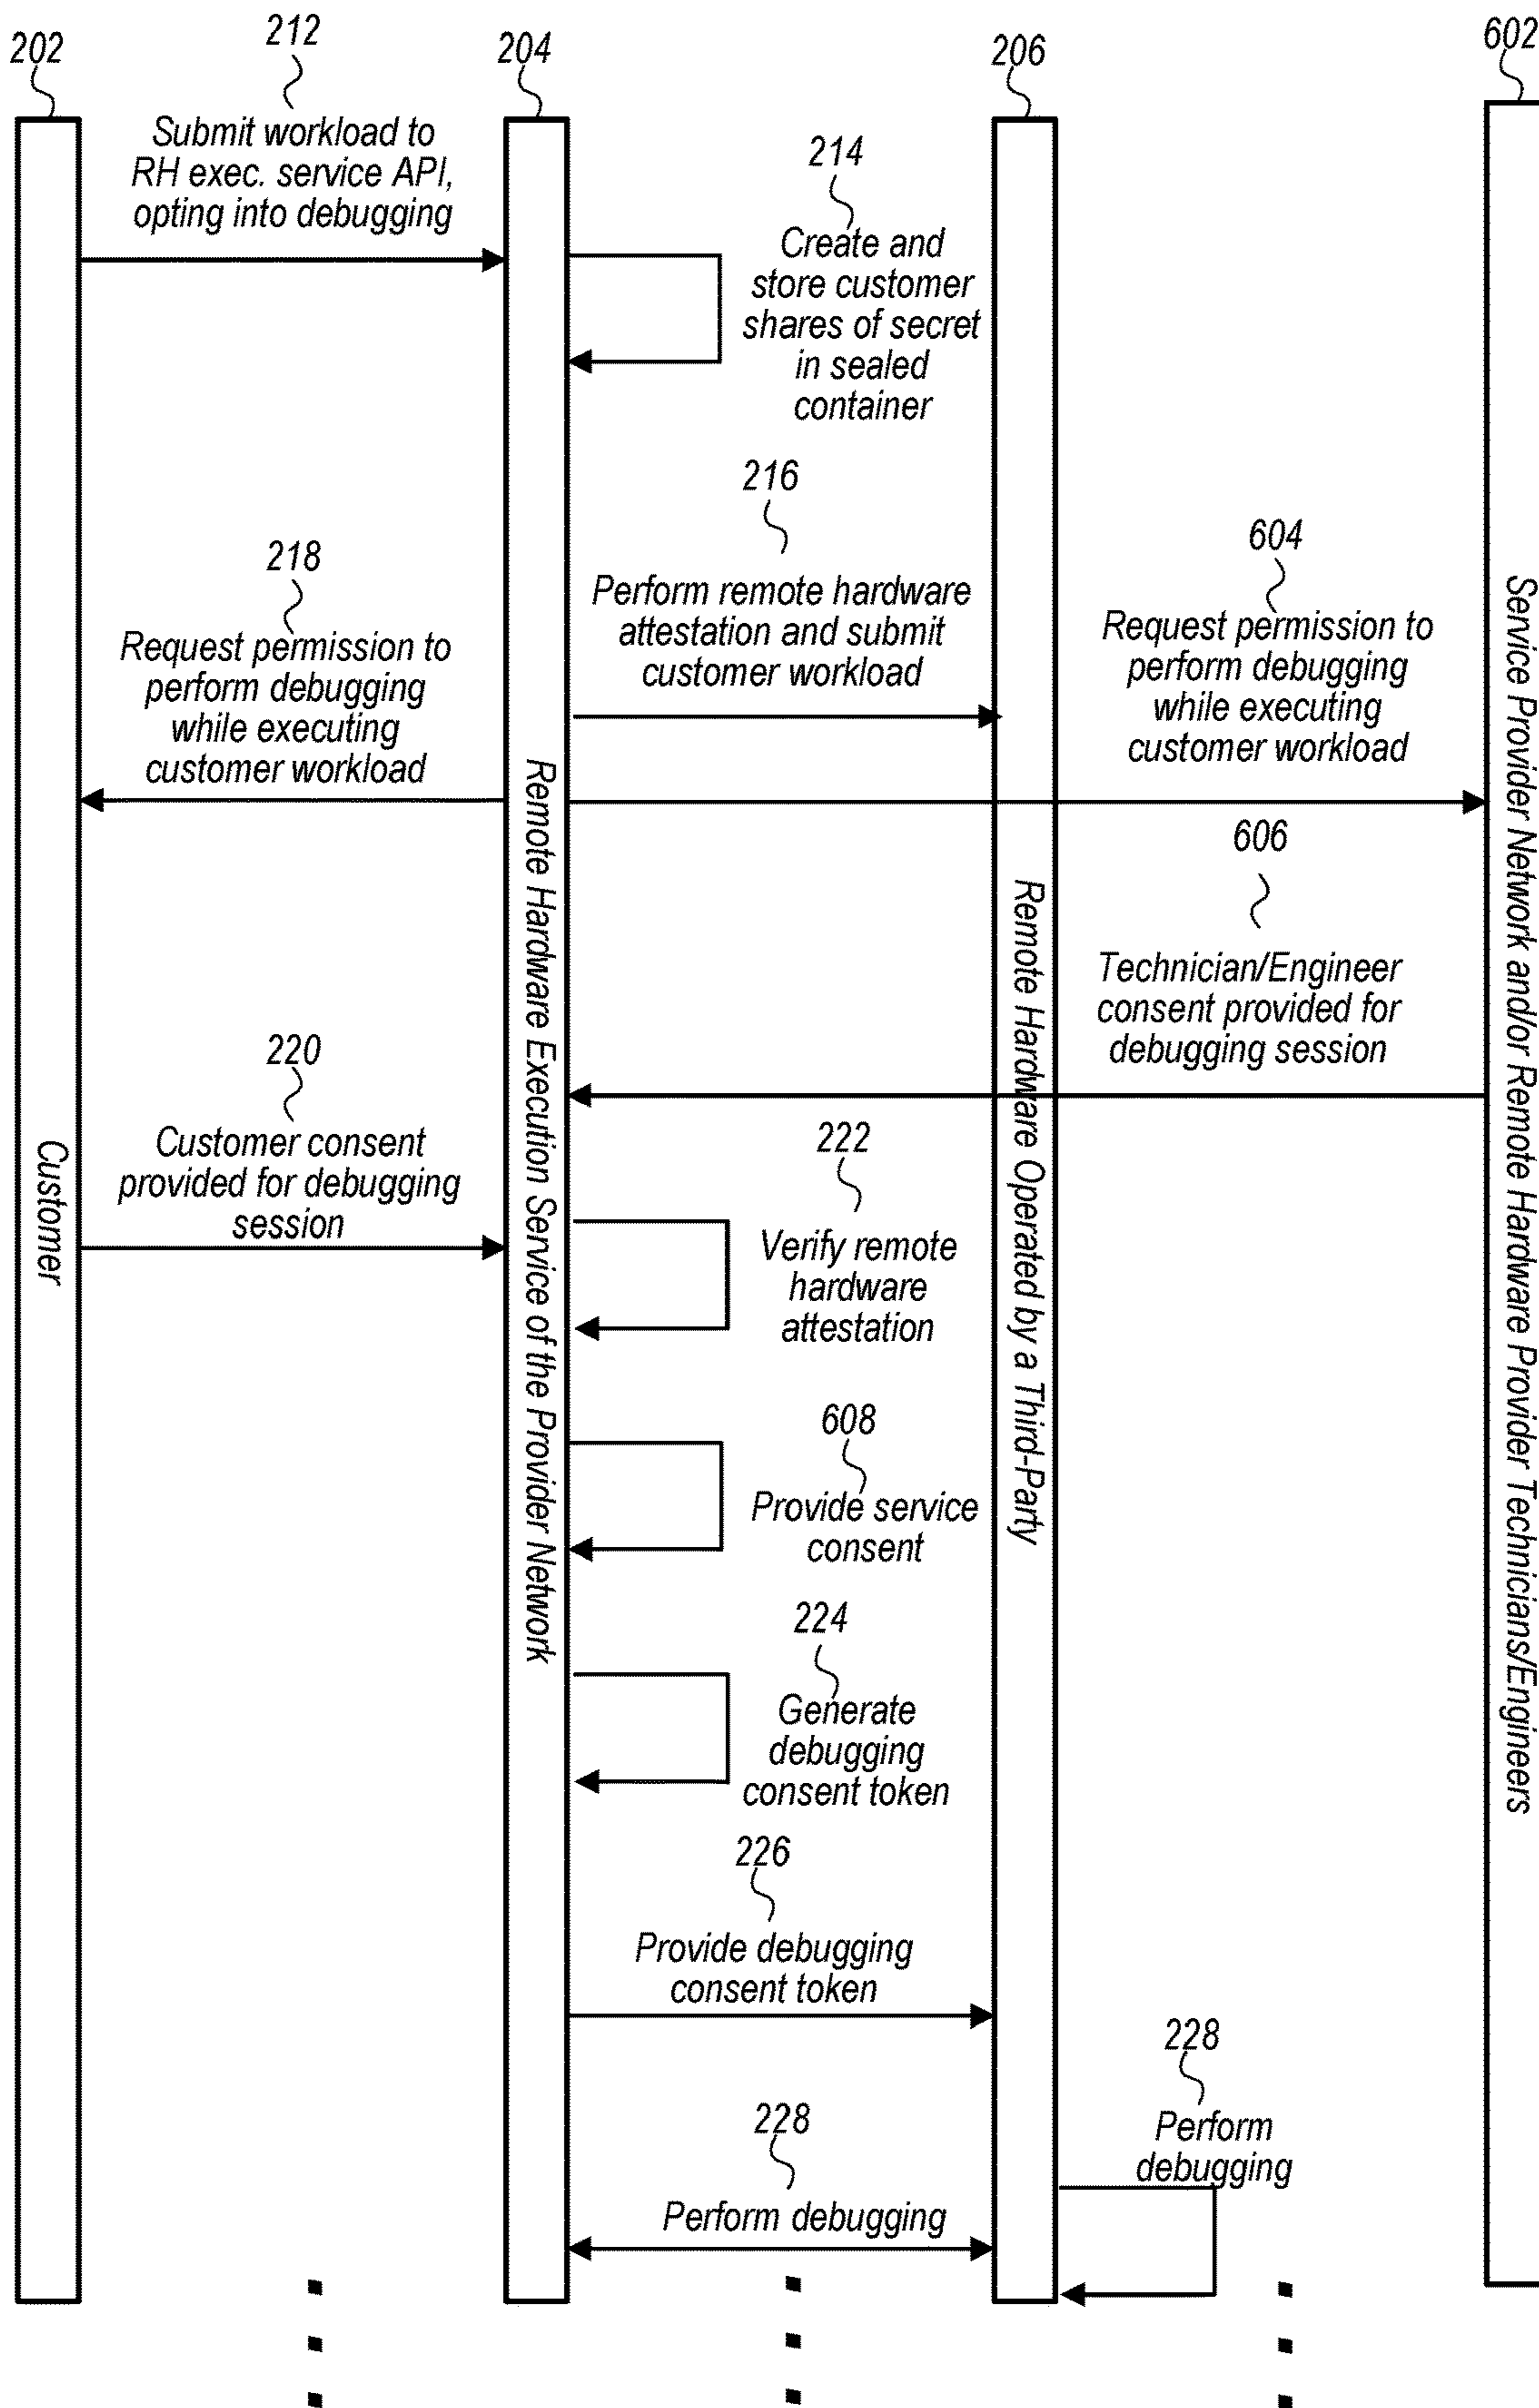 202
212
204
206
602
Submit workload to
RH exec. service API,
opting into debugging
214
Create and
store customer
shares of secret
in sealed
container
216
Perform remote hardware
attestation and submit
customer workload
218
Request permission to
perform debugging
while executing
customer workload
604
Request permission to
perform debugging
while executing
customer workload
606
Technician/Engineer
consent provided for
debugging session
220
Customer consent
provided for debugging
session
222
Verify remote
hardware
attestation
608
Provide service
consent
224
Generate
debugging
consent token
226
Provide debugging
consent token
228
Perform debugging
228
Perform
debugging
Customer
Remote Hardware Execution Service of the Provider Network
Remote Hardware Operated by a Third-Party
Service Provider Network and/or Remote Hardware Provider Technicians/Engineers